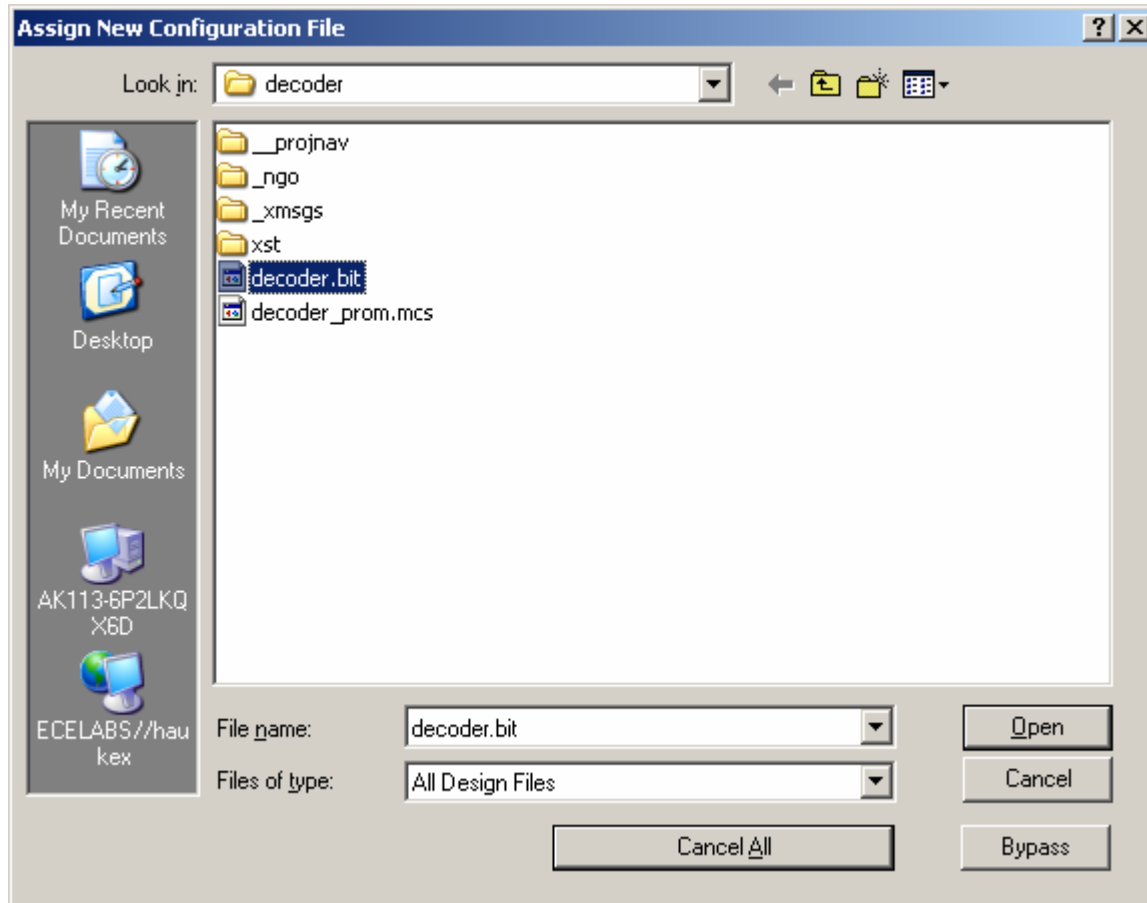 Assign New Configuration File
Look in:
decoder
My Recent
Documents
Desktop
My Documents
AK113-6P2LKQ
X6D
ECELABS//hau
kex
__projnav
_ngo
_xmsgs
xst
decoder.bit
decoder_prom.mcs
File name:
decoder.bit
Open
Files of type:
All Design Files
Cancel
Cancel All
Bypass